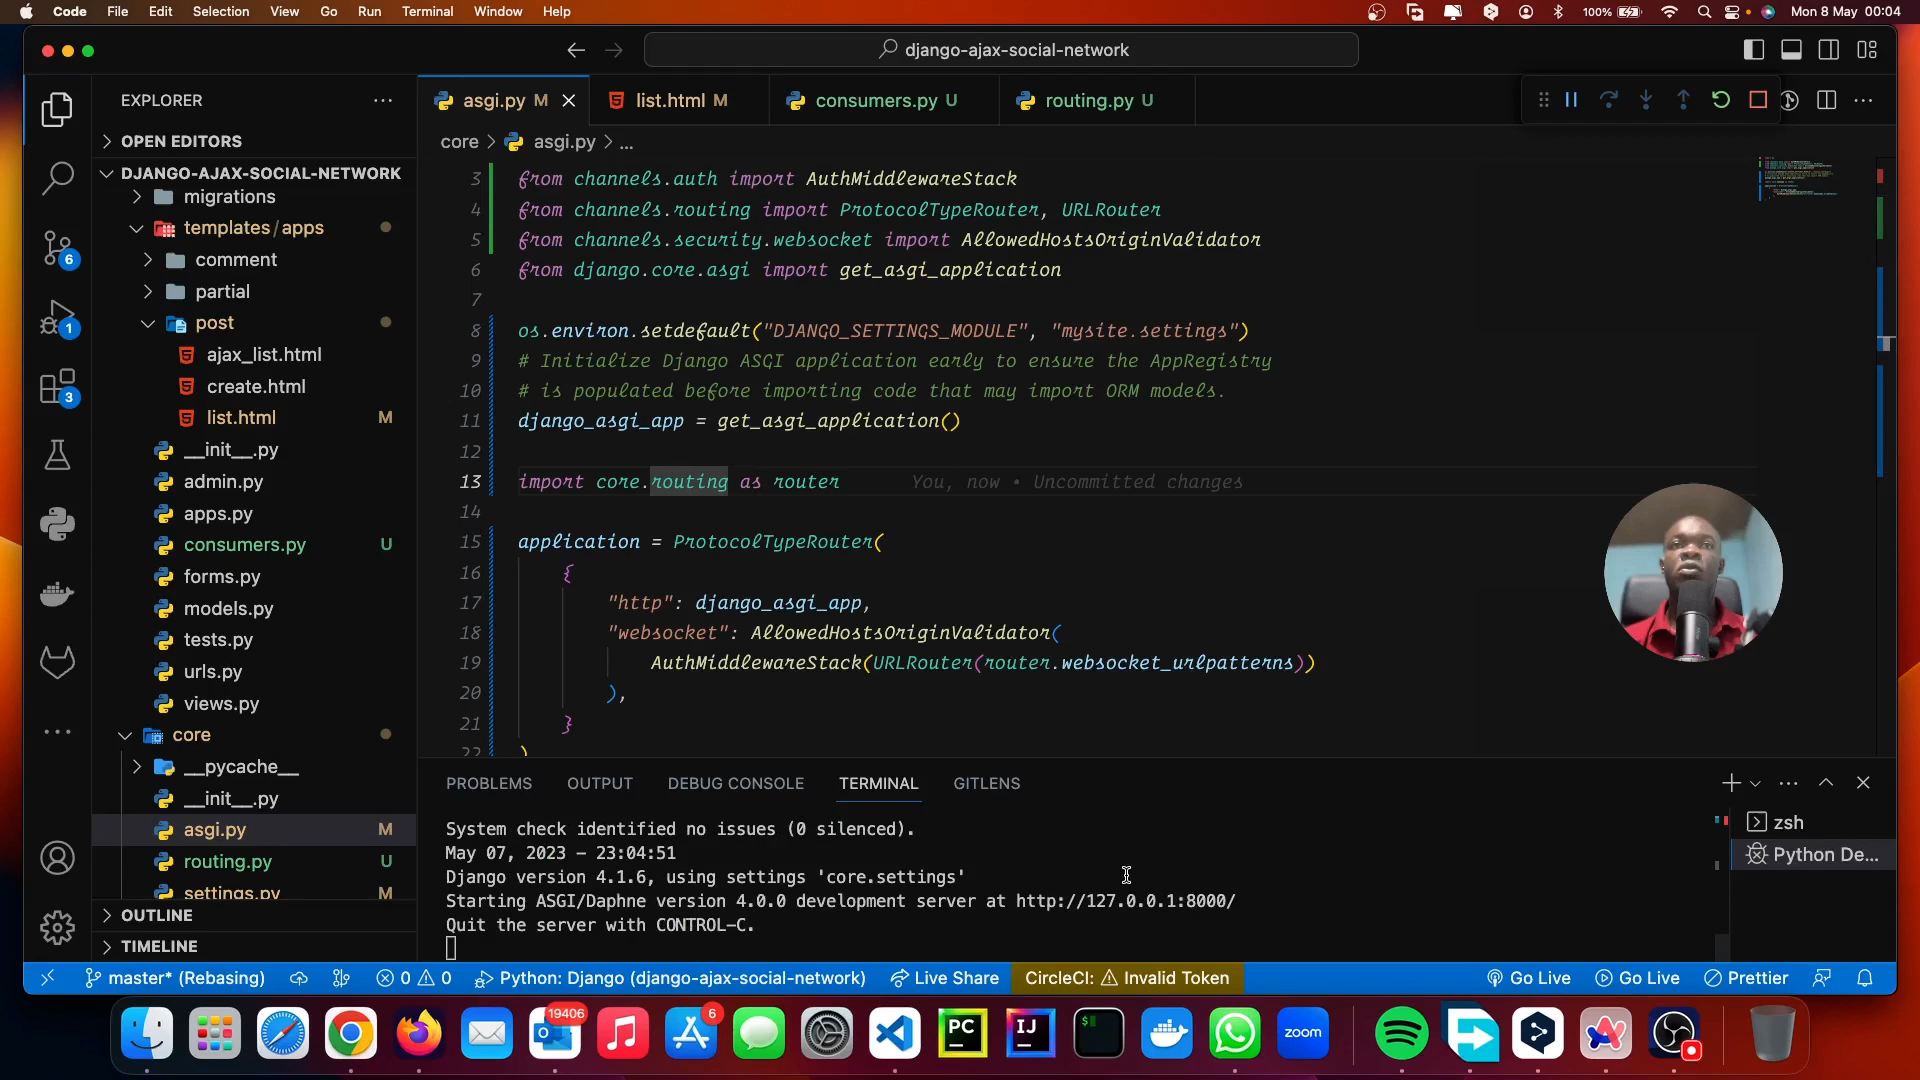 Code File Edit Selection View Go Run Terminal Window Help
100% Mon 8 May 00:04
django-ajax-social-network
EXPLORER
OPEN EDITORS
DJANGO-AJAX-SOCIAL-NETWORK
migrations
templates/apps
comment
partial
post
ajax_list.html
create.html
list.html M
__init__.py
admin.py
apps.py
consumers.py U
forms.py
models.py
tests.py
urls.py
views.py
core
__pycache__
__init__.py
asgi.py M
routing.py U
settings.py M
OUTLINE
TIMELINE
6
1
3
asgi.py M
list.html M
consumers.py U
routing.py U
core > asgi.py > ...
3 from channels.auth import AuthMiddlewareStack
4 from channels.routing import ProtocolTypeRouter, URLRouter
5 from channels.security.websocket import AllowedHostsOriginValidator
6 from django.core.asgi import get_asgi_application
7
8 os.environ.setdefault("DJANGO_SETTINGS_MODULE", "mysite.settings")
9 # Initialize Django ASGI application early to ensure the AppRegistry
10 # is populated before importing code that may import ORM models.
11 django_asgi_app = get_asgi_application()
12
13 import core.routing as router You, now • Uncommitted changes
14
15 application = ProtocolTypeRouter(
16 {
17 "http": django_asgi_app,
18 "websocket": AllowedHostsOriginValidator(
19 AuthMiddlewareStack(URLRouter(router.websocket_urlpatterns))
20 ),
21 }
22 )
PROBLEMS OUTPUT DEBUG CONSOLE TERMINAL GITLENS
System check identified no issues (0 silenced).
May 07, 2023 - 23:04:51
Django version 4.1.6, using settings 'core.settings'
Starting ASGI/Daphne version 4.0.0 development server at http://127.0.0.1:8000/
Quit the server with CONTROL-C.
zsh
Python De...
master* (Rebasing) 0 0 Python: Django (django-ajax-social-network) Live Share CircleCI: Invalid Token Go Live Go Live Prettier
19406
6
PC
IJ
$
zoom